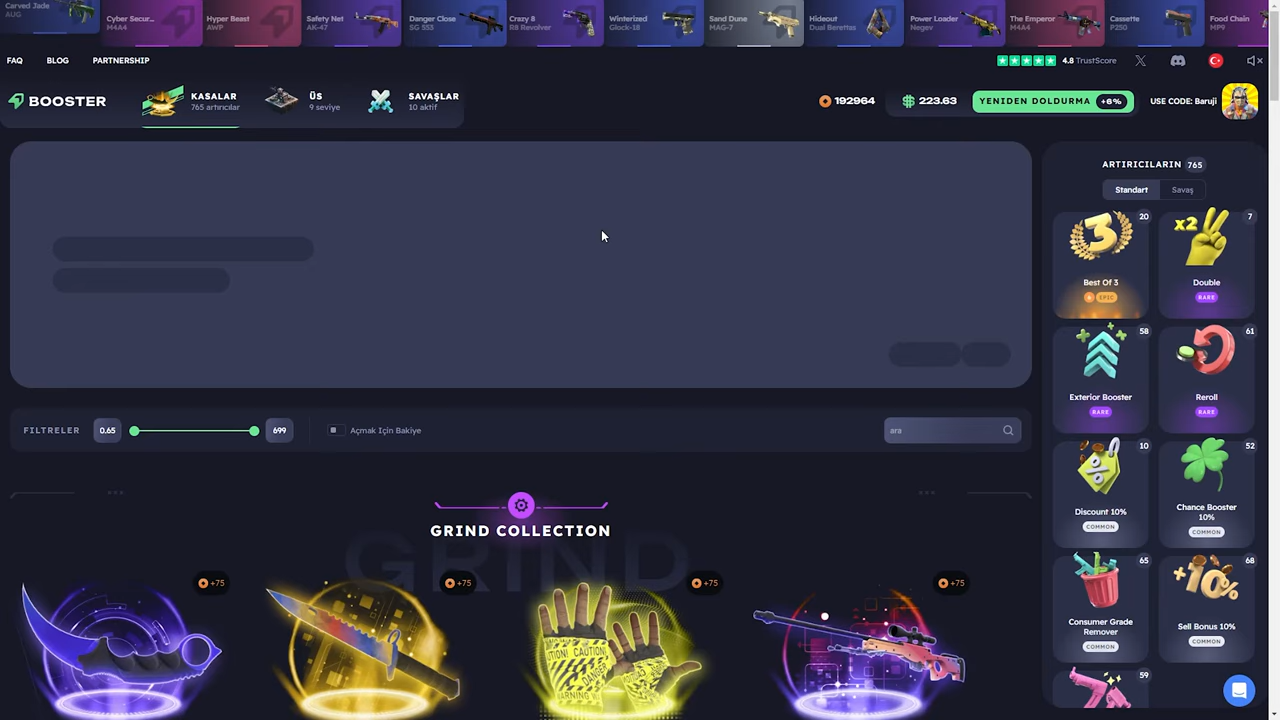 Carved Jade
AUG
Cyber Secur...
M4A4
Hyper Beast
AWP
Safety Net
AK-47
Danger Close
SG 553
Crazy 8
R8 Revolver
Winterized
Glock-18
Sand Dune
MAG-7
Hideout
Dual Berettas
Power Loader
Negev
The Emperor
M4A4
Cassette
P250
Food Chain
MP9
FAQ
BLOG
PARTNERSHIP
4.8 TrustScore
BOOSTER
KASALAR
765 artırıcılar
ÜS
9 seviye
SAVAŞLAR
10 aktif
192964
223.63
YENİDEN DOLDURMA +6%
USE CODE: Baruji
ARTIRICILARIN 765
Standart
Savaş
3
20
Best Of 3
EPIC
x2
7
Double
RARE
58
Exterior Booster
RARE
61
Reroll
RARE
FILTRELER
0.65
699
Açmak İçin Bakiye
ara
%
10
Discount 10%
COMMON
52
Chance Booster
10%
COMMON
GRIND
GRIND COLLECTION
+75
+75
+75
+75
65
Consumer Grade
Remover
COMMON
+10%
68
Sell Bonus 10%
COMMON
59